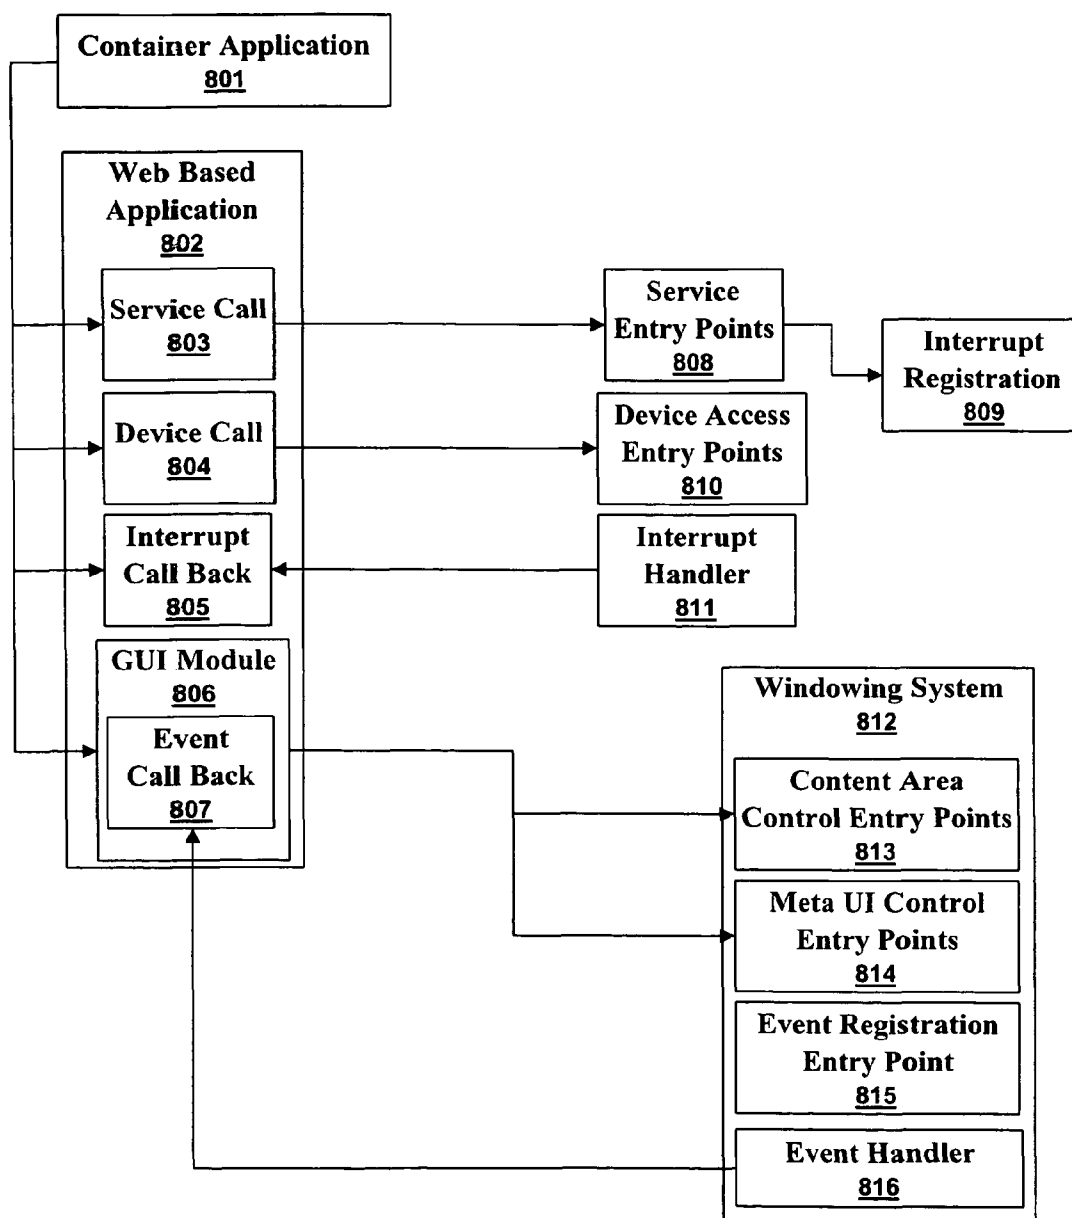 Container Application
801
Web Based
Application
802
Service Call
803
Service
Entry Points
808
Interrupt
Registration
809
Device Call
804
Device Access
Entry Points
810
Interrupt
Call Back
805
Interrupt
Handler
811
GUI Module
806
Event
Call Back
807
Windowing System
812
Content Area
Control Entry Points
813
Meta UI Control
Entry Points
814
Event Registration
Entry Point
815
Event Handler
816